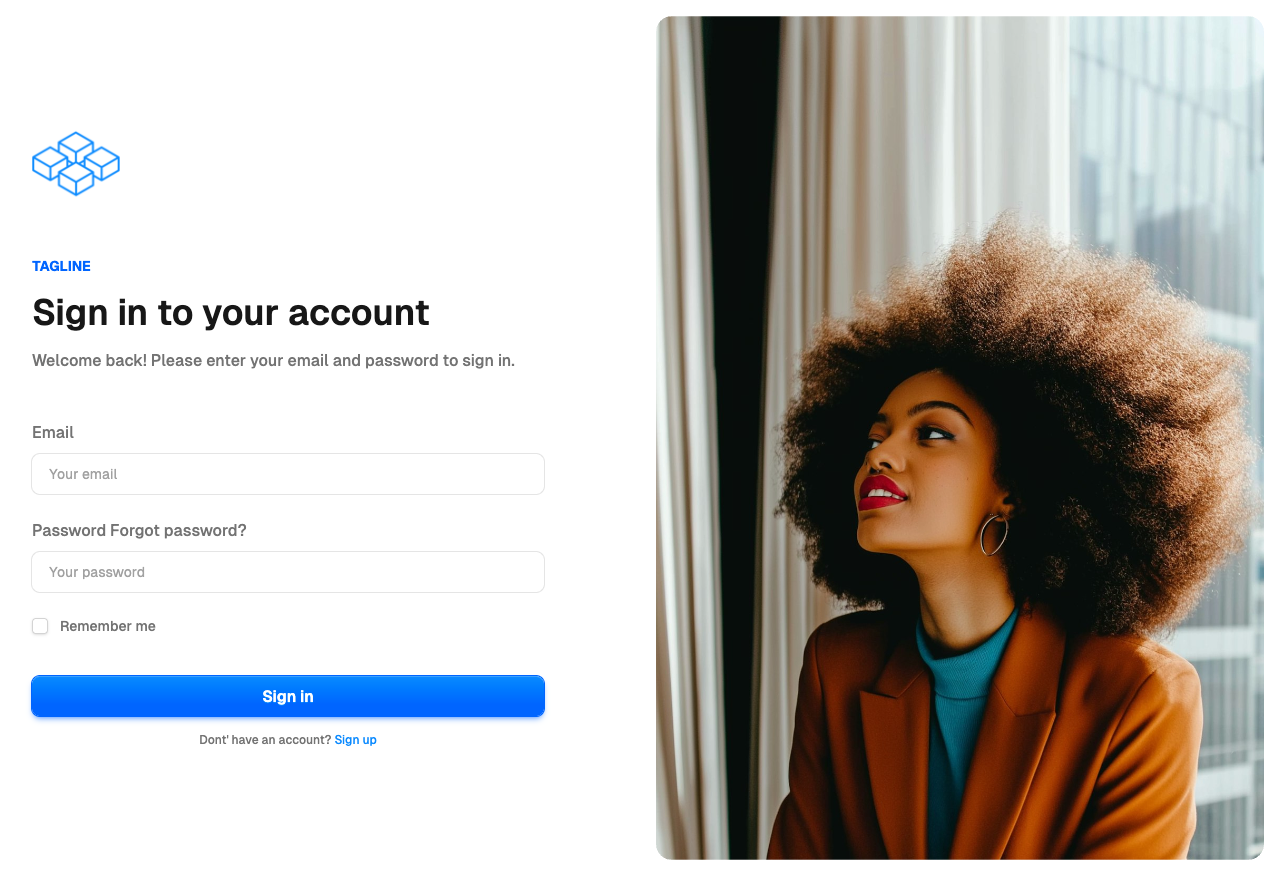 TAGLINE
Sign in to your account
Welcome back! Please enter your email and password to sign in.
Email
Your email
Password Forgot password?
Your password
Remember me
Sign in
Dont' have an account? Sign up